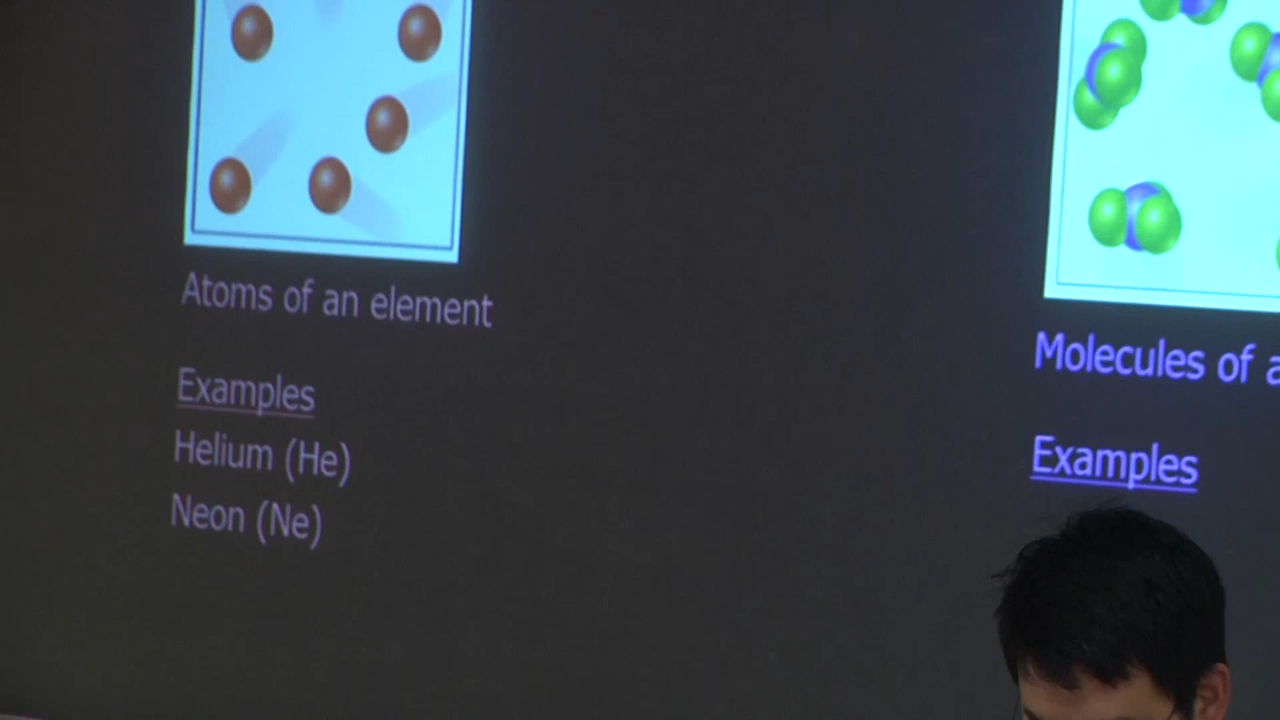 Atoms of an element
Examples
Helium (He)
Neon (Ne)
Molecules of a
Examples